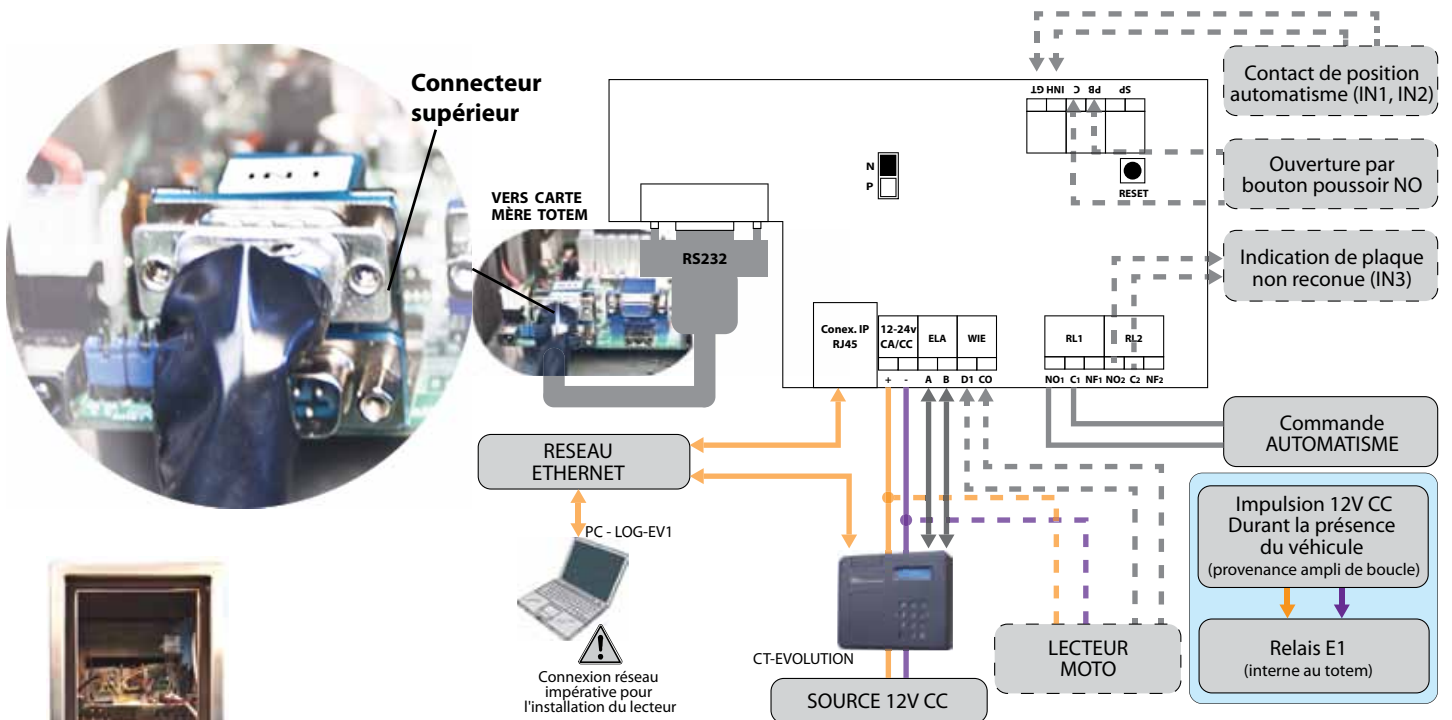 Connecteur
supérieur
VERS CARTE
MÈRE TOTEM
RS232
N
P
GT
INH
C
PB
SP
RESET
Contact de position
automatisme (IN1, IN2)
Ouverture par
bouton poussoir NO
Indication de plaque
non reconue (IN3)
Conex. IP
RJ45
12-24v
CA/CC
ELA
WIE
RL1
RL2
+
-
A
B
D1
CO
NO1
C1
NF1
NO2
C2
NF2
Commande
AUTOMATISME
RESEAU
ETHERNET
PC - LOG-EV1
Connexion réseau
impérative pour
l'installation du lecteur
CT-EVOLUTION
SOURCE 12V CC
LECTEUR
MOTO
Impulsion 12V CC
Durant la présence
du véhicule
(provenance ampli de boucle)
Relais E1
(interne au totem)